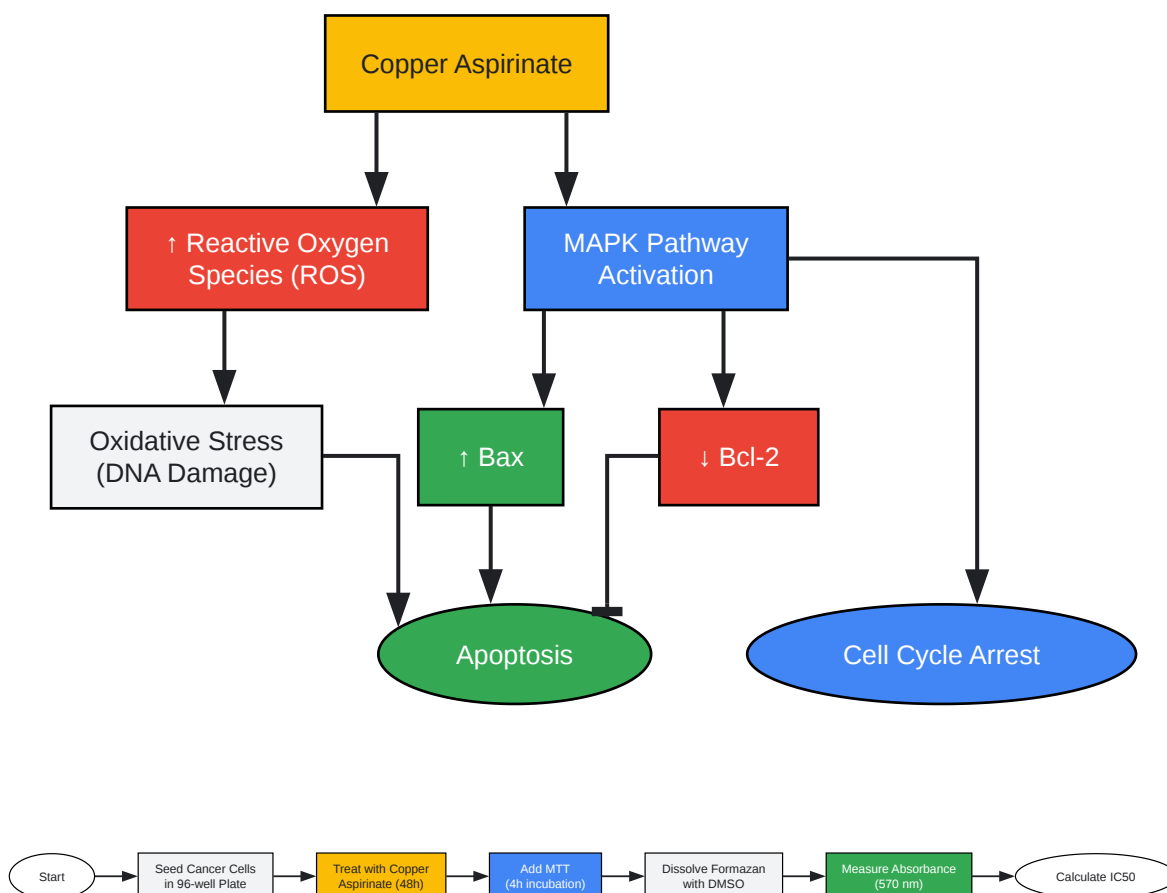 Copper Aspirinate
↑ Reactive Oxygen
Species (ROS)
MAPK Pathway
Activation
Oxidative Stress
(DNA Damage)
↑ Bax
↓ Bcl-2
Apoptosis
Cell Cycle Arrest
Start
Seed Cancer Cells
in 96-well Plate
Treat with Copper
Aspirinate (48h)
Add MTT
(4h incubation)
Dissolve Formazan
with DMSO
Measure Absorbance
(570 nm)
Calculate IC50